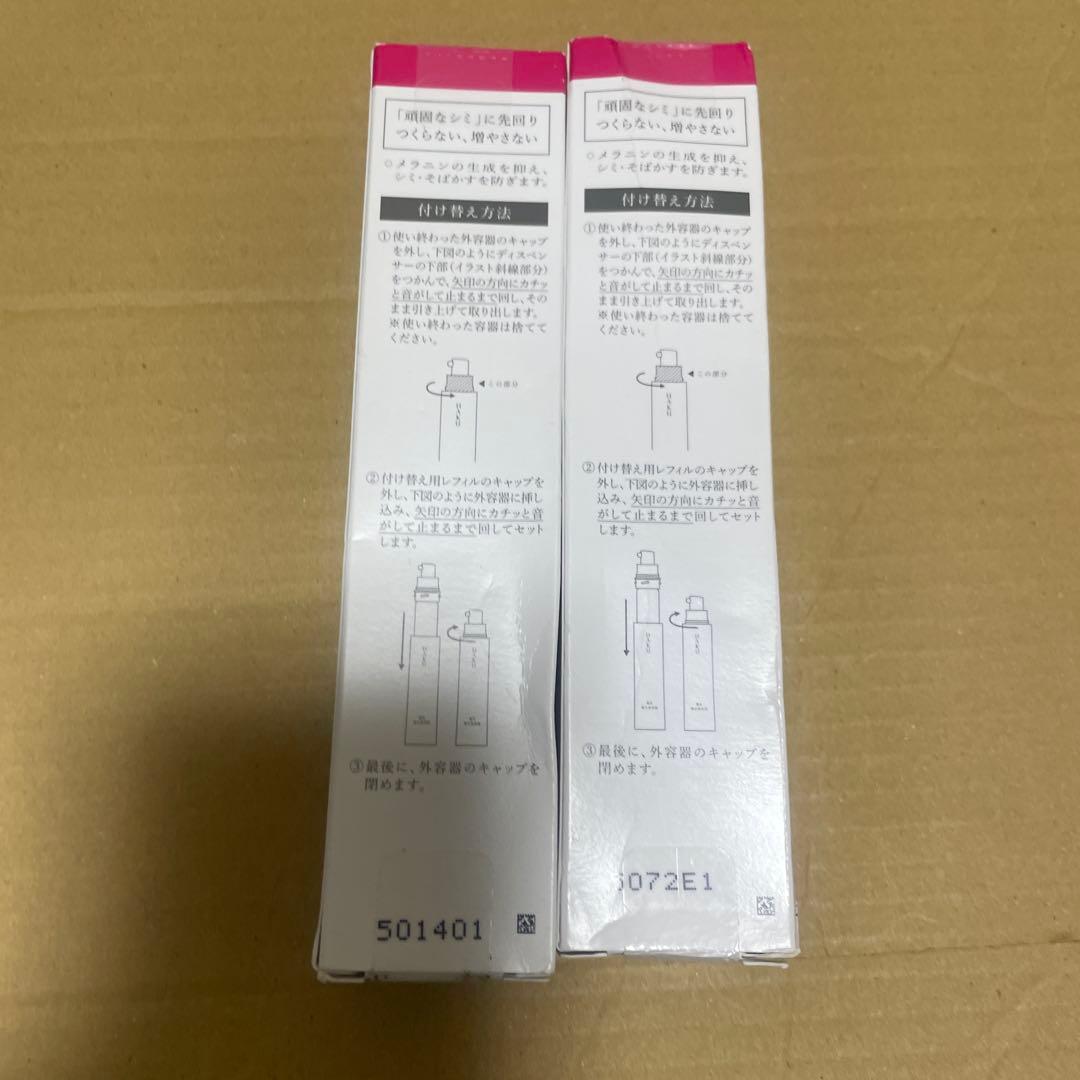 「頑固なシミ」に先回り
つくらない、増やさない
○メラニンの生成を抑え、
シミ・そばかすを防ぎます。
付け替え方法
①使い終わった外容器のキャップ
を外し、下図のようにディスペン
サーの下部（イラスト斜線部分）
をつかんで、矢印の方向にカチッ
と音がして止まるまで回し、その
まま引き上げて取り出します。
※使い終わった容器は捨てて
ください。
◀この部分
HAKU
②付け替え用レフィルのキャップを
外し、下図のように外容器に挿し
込み、矢印の方向にカチッと音
がして止まるまで回してセット
します。
HAKU
HAKU
③最後に、外容器のキャップを
閉めます。
501401
「頑固なシミ」に先回り
つくらない、増やさない
○メラニンの生成を抑え、
シミ・そばかすを防ぎます。
付け替え方法
①使い終わった外容器のキャップ
を外し、下図のようにディスペン
サーの下部（イラスト斜線部分）
をつかんで、矢印の方向にカチッ
と音がして止まるまで回し、その
まま引き上げて取り出します。
※使い終わった容器は捨てて
ください。
◀この部分
HAKU
②付け替え用レフィルのキャップを
外し、下図のように外容器に挿し
込み、矢印の方向にカチッと音
がして止まるまで回してセット
します。
HAKU
HAKU
③最後に、外容器のキャップを
閉めます。
072E1